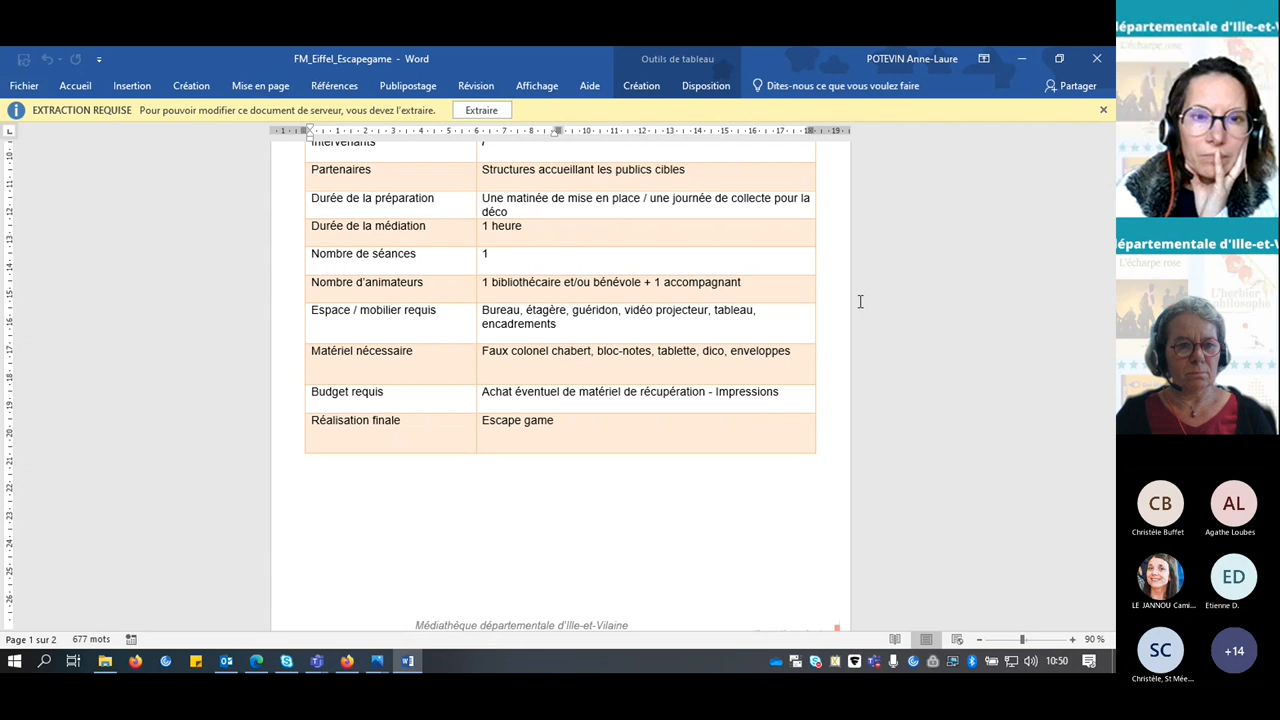 départementale d'Ille-et-Vi
FM_Eiffel_Escapegame - Word
Outils de tableau
POTEVIN Anne-Laure
Fichier Accueil Insertion Création Mise en page Références Publipostage Révision Affichage Aide Création Disposition Dites-nous ce que vous voulez faire Partager
EXTRACTION REQUISE Pour pouvoir modifier ce document de serveur, vous devez l'extraire. Extraire
Intervenants /
Partenaires Structures accueillant les publics cibles
Durée de la préparation Une matinée de mise en place / une journée de collecte pour la
déco
Durée de la médiation 1 heure
Nombre de séances 1
Nombre d'animateurs 1 bibliothécaire et/ou bénévole + 1 accompagnant
Espace / mobilier requis Bureau, étagère, guéridon, vidéo projecteur, tableau,
encadrements
Matériel nécessaire Faux colonel chabert, bloc-notes, tablette, dico, enveloppes
Budget requis Achat éventuel de matériel de récupération - Impressions
Réalisation finale Escape game
Médiathèque départementale d'Ille-et-Vilaine
Page 1 sur 2 677 mots 90 %
10:50
L'écharpe rose
départementale d'Ille-et-V
L'écharpe rose
L'herbier
philosophe
CB AL
Christèle Buffet Agathe Loubes
ED
LE JANNOU Cami... Etienne D.
SC +14
Christèle, St Mée...